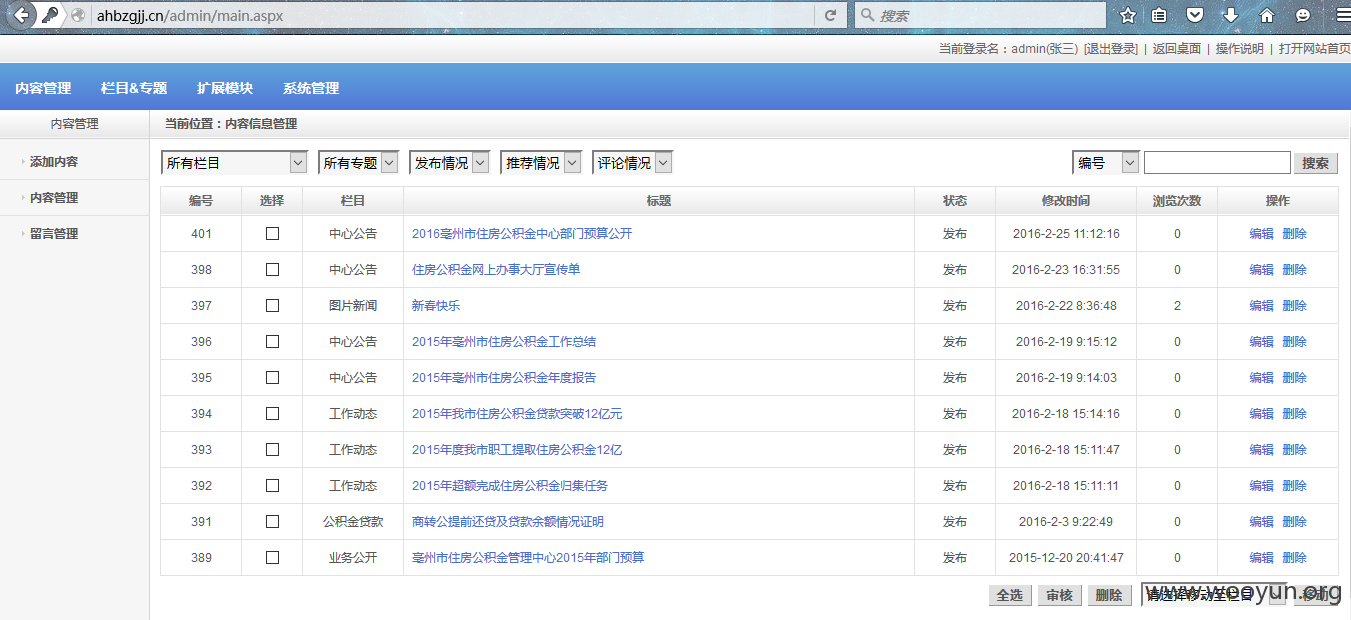 ahbzgjj.cn/admin/main.aspx 搜索
当前登录名：admin(张三) [退出登录] | 返回桌面 | 操作说明 | 打开网站首页
内容管理 栏目&专题 扩展模块 系统管理
内容管理 当前位置：内容信息管理
添加内容
内容管理
留言管理
所有栏目 所有专题 发布情况 推荐情况 评论情况 编号 搜索
编号 选择 栏目 标题 状态 修改时间 浏览次数 操作
401 中心公告 2016亳州市住房公积金中心部门预算公开 发布 2016-2-25 11:12:16 0 编辑 删除
398 中心公告 住房公积金网上办事大厅宣传单 发布 2016-2-23 16:31:55 0 编辑 删除
397 图片新闻 新春快乐 发布 2016-2-22 8:36:48 2 编辑 删除
396 中心公告 2015年亳州市住房公积金工作总结 发布 2016-2-19 9:15:12 0 编辑 删除
395 中心公告 2015年亳州市住房公积金年度报告 发布 2016-2-19 9:14:03 0 编辑 删除
394 工作动态 2015年我市住房公积金贷款突破12亿元 发布 2016-2-18 15:14:16 0 编辑 删除
393 工作动态 2015年度我市职工提取住房公积金12亿 发布 2016-2-18 15:11:47 0 编辑 删除
392 工作动态 2015年超额完成住房公积金归集任务 发布 2016-2-18 15:11:11 0 编辑 删除
391 公积金贷款 商转公提前还贷及贷款余额情况证明 发布 2016-2-3 9:22:49 0 编辑 删除
389 业务公开 亳州市住房公积金管理中心2015年部门预算 发布 2015-12-20 20:41:47 0 编辑 删除
全选 审核 删除 请选择移动至栏目 移动
www.wooyun.org